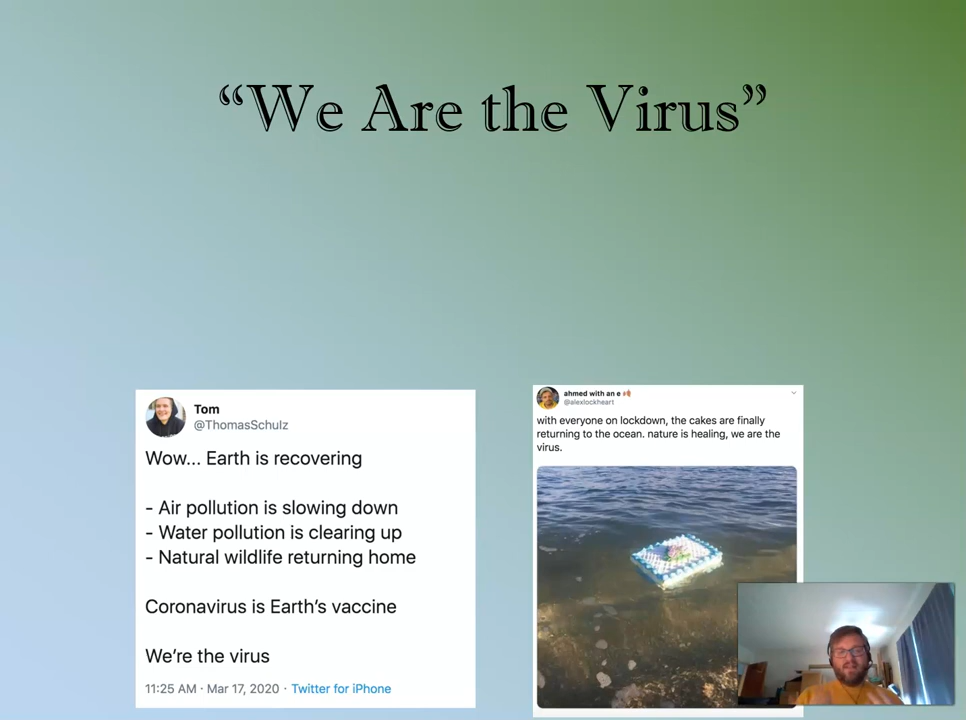 “We Are the Virus”
Tom
@ThomasSchulz
Wow... Earth is recovering
- Air pollution is slowing down
- Water pollution is clearing up
- Natural wildlife returning home
Coronavirus is Earth’s vaccine
We’re the virus
11:25 AM · Mar 17, 2020 · Twitter for iPhone
ahmed with an e
@alexlockheart
with everyone on lockdown, the cakes are finally
returning to the ocean. nature is healing, we are the
virus.